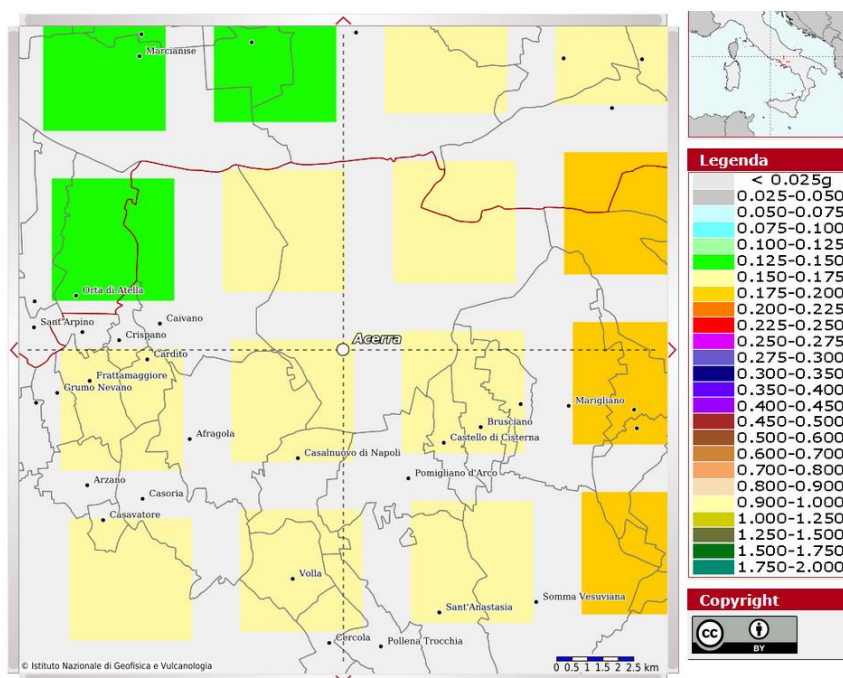 Marcianise
Orta di Atella
Sant'Arpino
Caivano
Crispano
Acerra
Cardito
Frattamaggiore
Grumo Nevano
Marigliano
Brusciano
Afragola
Castello di Cisterna
Casalnuovo di Napoli
Pomigliano d'Arco
Arzano
Casoria
Casavatore
Volla
Somma Vesuviana
Sant'Anastasia
Cercola
Pollena Trocchia
© Istituto Nazionale di Geofisica e Vulcanologia
0 0.5 1 1.5 2 2.5 km
Legenda
< 0.025g
0.025-0.050
0.050-0.075
0.075-0.100
0.100-0.125
0.125-0.150
0.150-0.175
0.175-0.200
0.200-0.225
0.225-0.250
0.250-0.275
0.275-0.300
0.300-0.350
0.350-0.400
0.400-0.450
0.450-0.500
0.500-0.600
0.600-0.700
0.700-0.800
0.800-0.900
0.900-1.000
1.000-1.250
1.250-1.500
1.500-1.750
1.750-2.000
Copyright
cc
BY